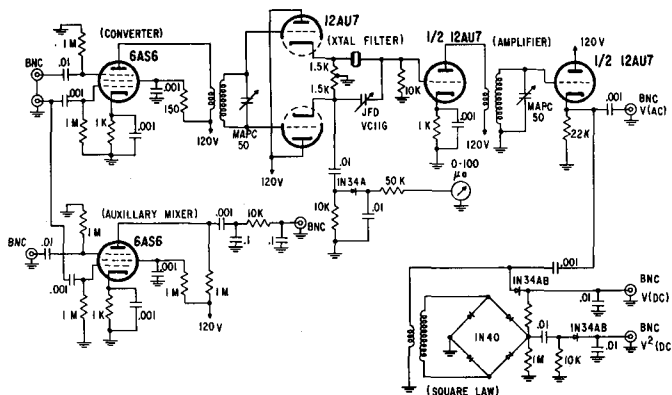 BNC
(CONVERTER)
12AU7
1/2 12AU7
(AMPLIFIER)
120V
1/2 12AU7
1M
.01
6AS6
XTAL FILTER
1.5K
1.5K
.001
.001
150
1M
1K
.001
120V
MAPC
50
120V
JFD
VC11G
10K
1K
.001
120V
MAPC
50
22K
.001
BNC
V(AC)
.01
1N34A
50K
0-100
μa
10K
.01
(AUXILLARY MIXER)
BNC
.01
1M
6AS6
.001
10K
BNC
.1
.1
.001
1M
1K
.001
1M
1M
120V
.001
1N34AB
.01
BNC
V(DC)
1N40
.01
1N34AB
BNC
V²(DC)
1M
10K
.01
(SQUARE LAW)